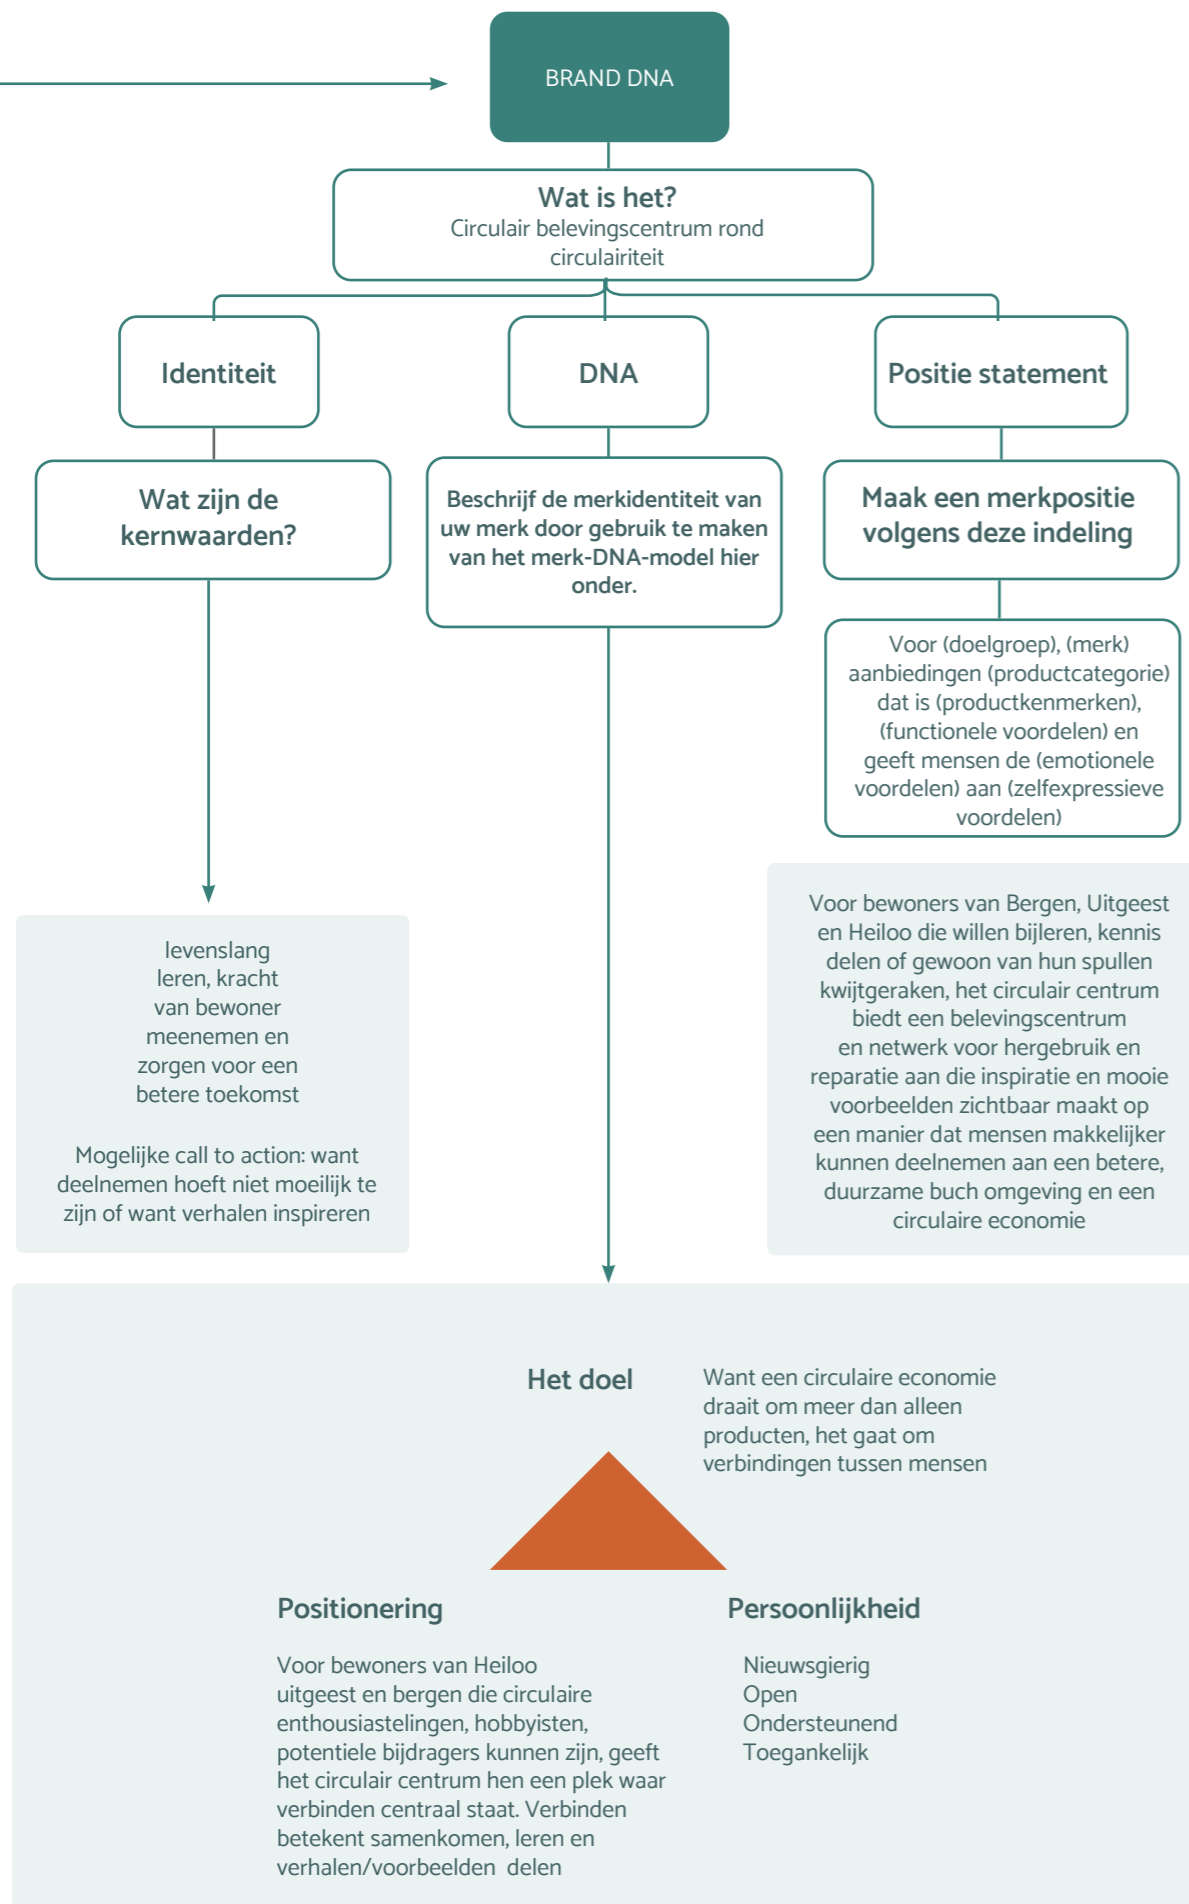 BRAND DNA
Wat is het?
Circulair belevingscentrum rond
circulairiteit
Identiteit
DNA
Positie statement
Wat zijn de
kernwaarden?
Beschrijf de merkidentiteit van
uw merk door gebruik te maken
van het merk-DNA-model hier
onder.
Maak een merkpositie
volgens deze indeling
Voor (doelgroep), (merk)
aanbiedingen (productcategorie)
dat is (productkenmerken),
(functionele voordelen) en
geeft mensen de (emotionele
voordelen) aan (zelfexpressieve
voordelen)
levenslang
leren, kracht
van bewoner
meenemen en
zorgen voor een
betere toekomst
Mogelijke call to action: want
deelnemen hoeft niet moeilijk te
zijn of want verhalen inspireren
Voor bewoners van Bergen, Uitgeest
en Heiloo die willen bijleren, kennis
delen of gewoon van hun spullen
kwijtgeraken, het circulair centrum
biedt een belevingscentrum
en netwerk voor hergebruik en
reparatie aan die inspiratie en mooie
voorbeelden zichtbaar maakt op
een manier dat mensen makkelijker
kunnen deelnemen aan een betere,
duurzame buch omgeving en een
circulaire economie
Het doel
Want een circulaire economie
draait om meer dan alleen
producten, het gaat om
verbindingen tussen mensen
Positionering
Voor bewoners van Heiloo
uitgeest en bergen die circulaire
enthousiastelingen, hobbyisten,
potentiele bijdragers kunnen zijn, geeft
het circulair centrum hen een plek waar
verbinden centraal staat. Verbinden
betekent samenkomen, leren en
verhalen/voorbeelden delen
Persoonlijkheid
Nieuwsgierig
Open
Ondersteunend
Toegankelijk